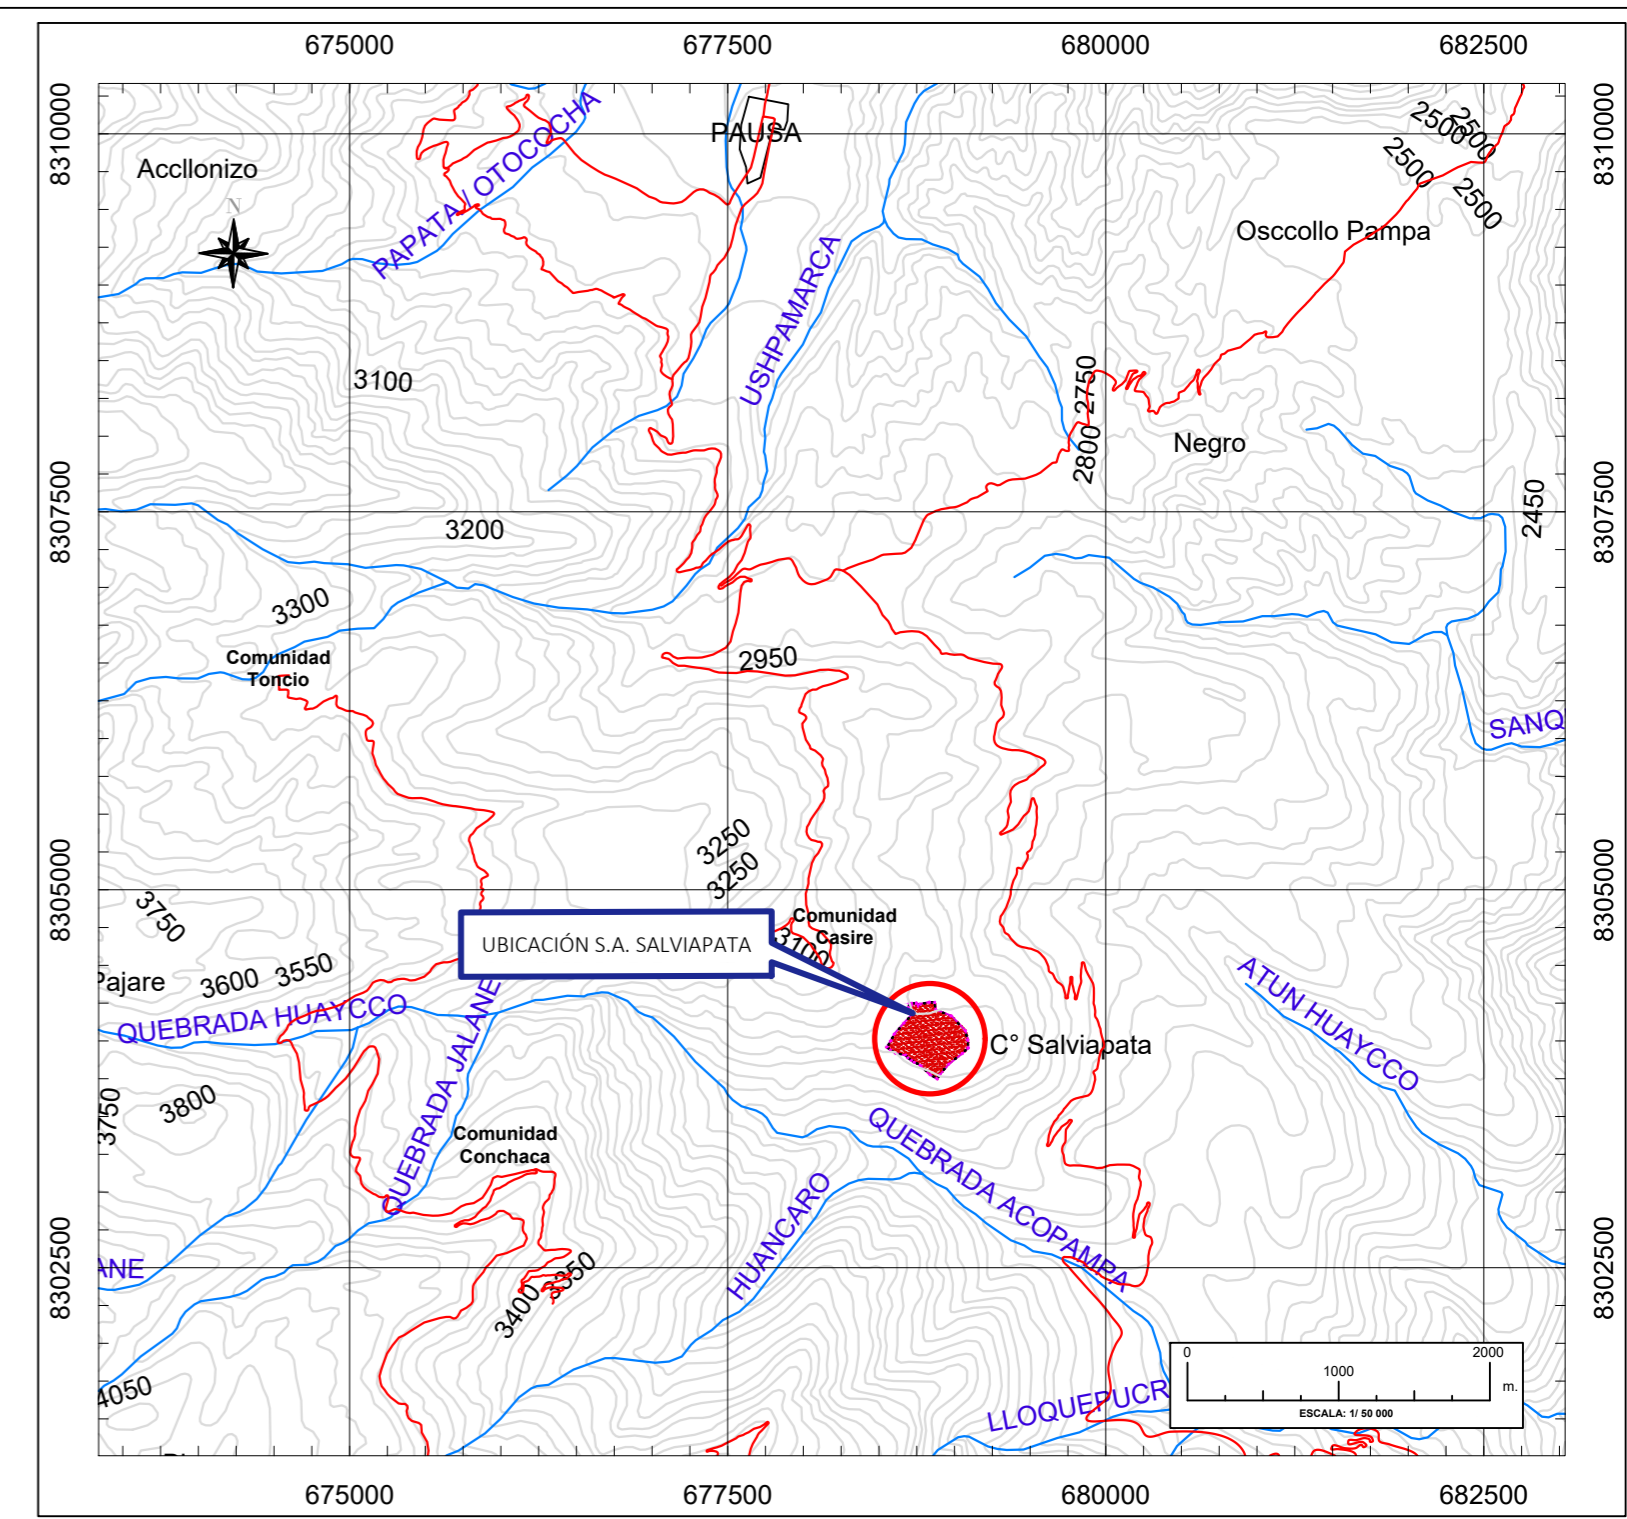 675000 677500 680000 682500
8310000
8310000
PAPATA / OTOCOCHA
PAUSA
2500
2500
2500
2500
Accllonizo
N
Osccollo Pampa
USHPAMARCA
3100
2750
2800
Negro
8307500
8307500
2450
3200
3300
Comunidad
Toncio
2950
SANQ
3250
3250
8305000
8305000
3750
Comunidad
Casire
3100
UBICACIÓN S.A. SALVIAPATA
Pajare
3600
3550
QUEBRADA HUAYCCO
QUEBRADA JALANE
ATUN HUAYCCO
C° Salviapata
3750
3800
Comunidad
Conchaca
QUEBRADA ACOPAMPA
HUANCARO
8302500
8302500
ANE
3350
3400
4050
LLOQUEPUCR
0 1000 2000
m.
ESCALA: 1/ 50 000
675000 677500 680000 682500